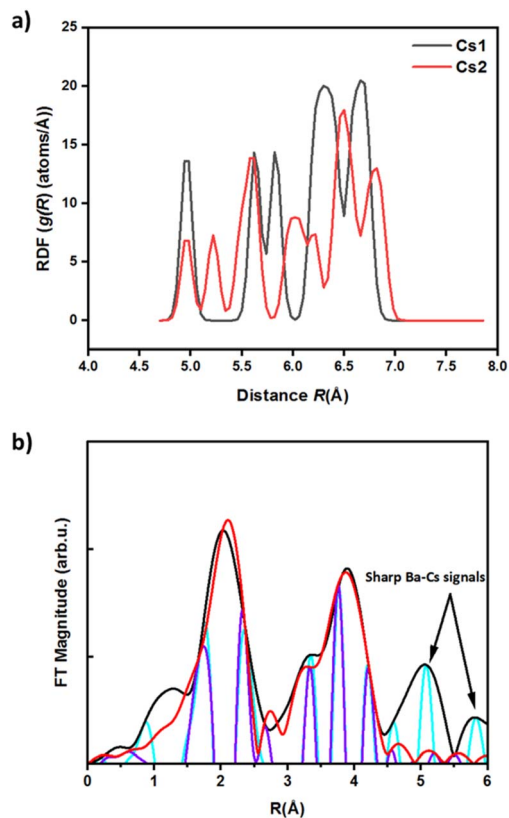 a)
25
20
15
10
5
0
RDF (g(R) (atoms/Å))
Cs1
Cs2
4.0 4.5 5.0 5.5 6.0 6.5 7.0 7.5 8.0
Distance R(Å)
b)
FT Magnitude (arb.u.)
Sharp Ba-Cs signals
0 1 2 3 4 5 6
R(Å)